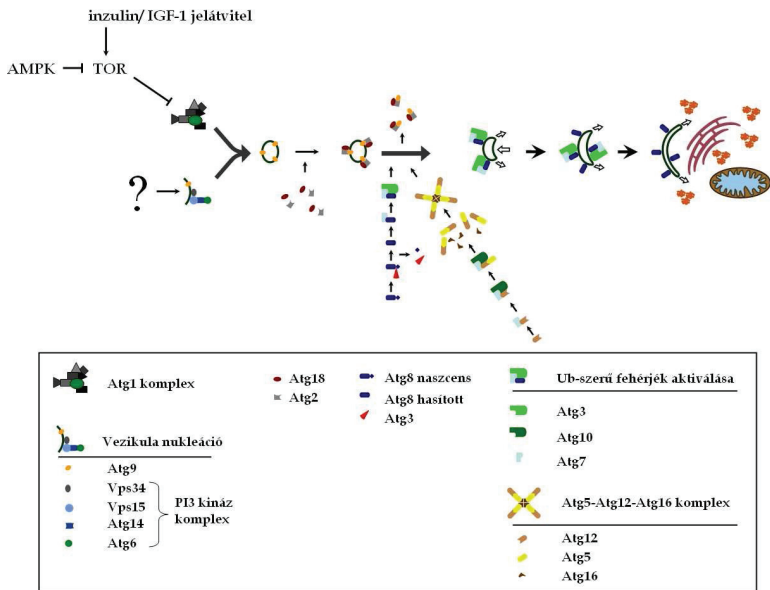 inzulin/ IGF-1 jelátvitel
AMPK
TOR
?
Atg1 komplex
Vezikula nukleáció
Atg9
Vps34
Vps15
Atg14
Atg6
PI3 kináz
komplex
Atg18
Atg2
Atg8 naszcens
Atg8 hasított
Atg3
Ub-szerű fehérjék aktiválása
Atg3
Atg10
Atg7
Atg5-Atg12-Atg16 komplex
Atg12
Atg5
Atg16